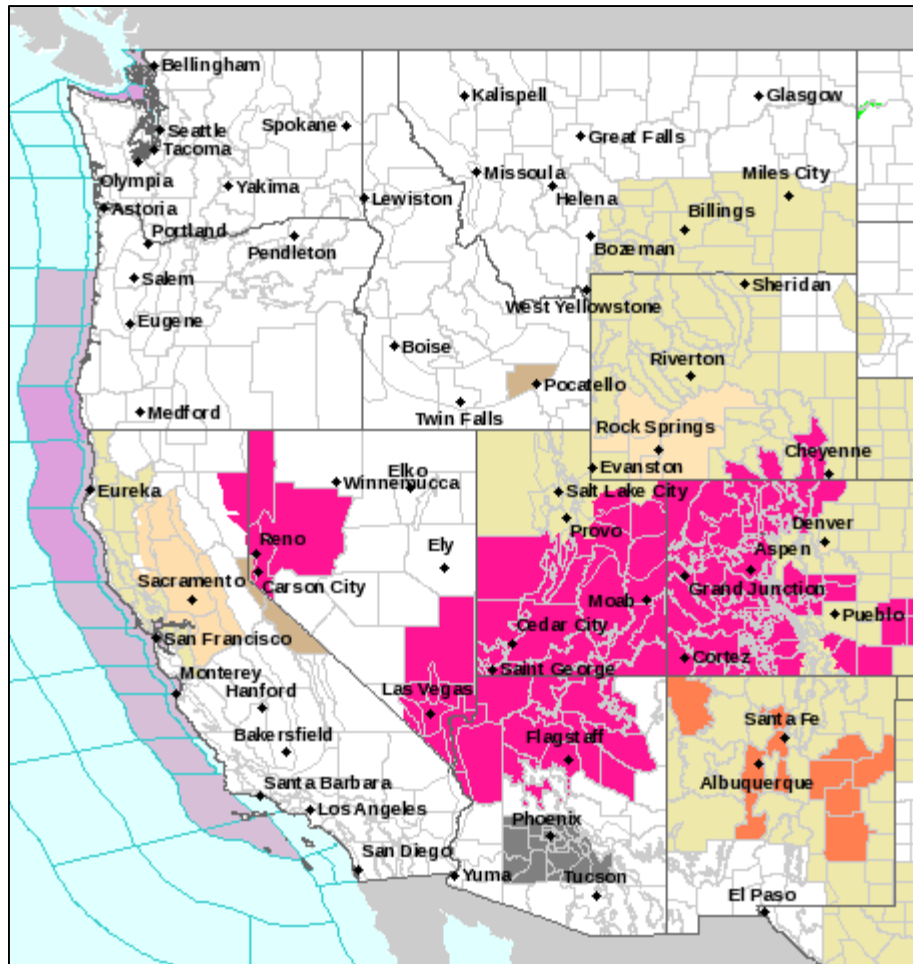 Bellingham
Kalispell
Glasgow
Seattle
Spokane
Great Falls
Tacoma
Olympia
Missoula
Yakima
Helena
Miles City
Lewiston
Astoria
Billings
Portland
Pendleton
Bozeman
Salem
Sheridan
West Yellowstone
Eugene
Boise
Riverton
Pocatello
Medford
Twin Falls
Rock Springs
Cheyenne
Evanston
Elko
Winnemucca
Eureka
Salt Lake City
Provo
Denver
Reno
Ely
Aspen
Carson City
Grand Junction
Sacramento
Moab
Pueblo
San Francisco
Cedar City
Cortez
Saint George
Monterey
Hanford
Las Vegas
Bakersfield
Flagstaff
Santa Fe
Albuquerque
Santa Barbara
Los Angeles
Phoenix
San Diego
Yuma
Tucson
El Paso